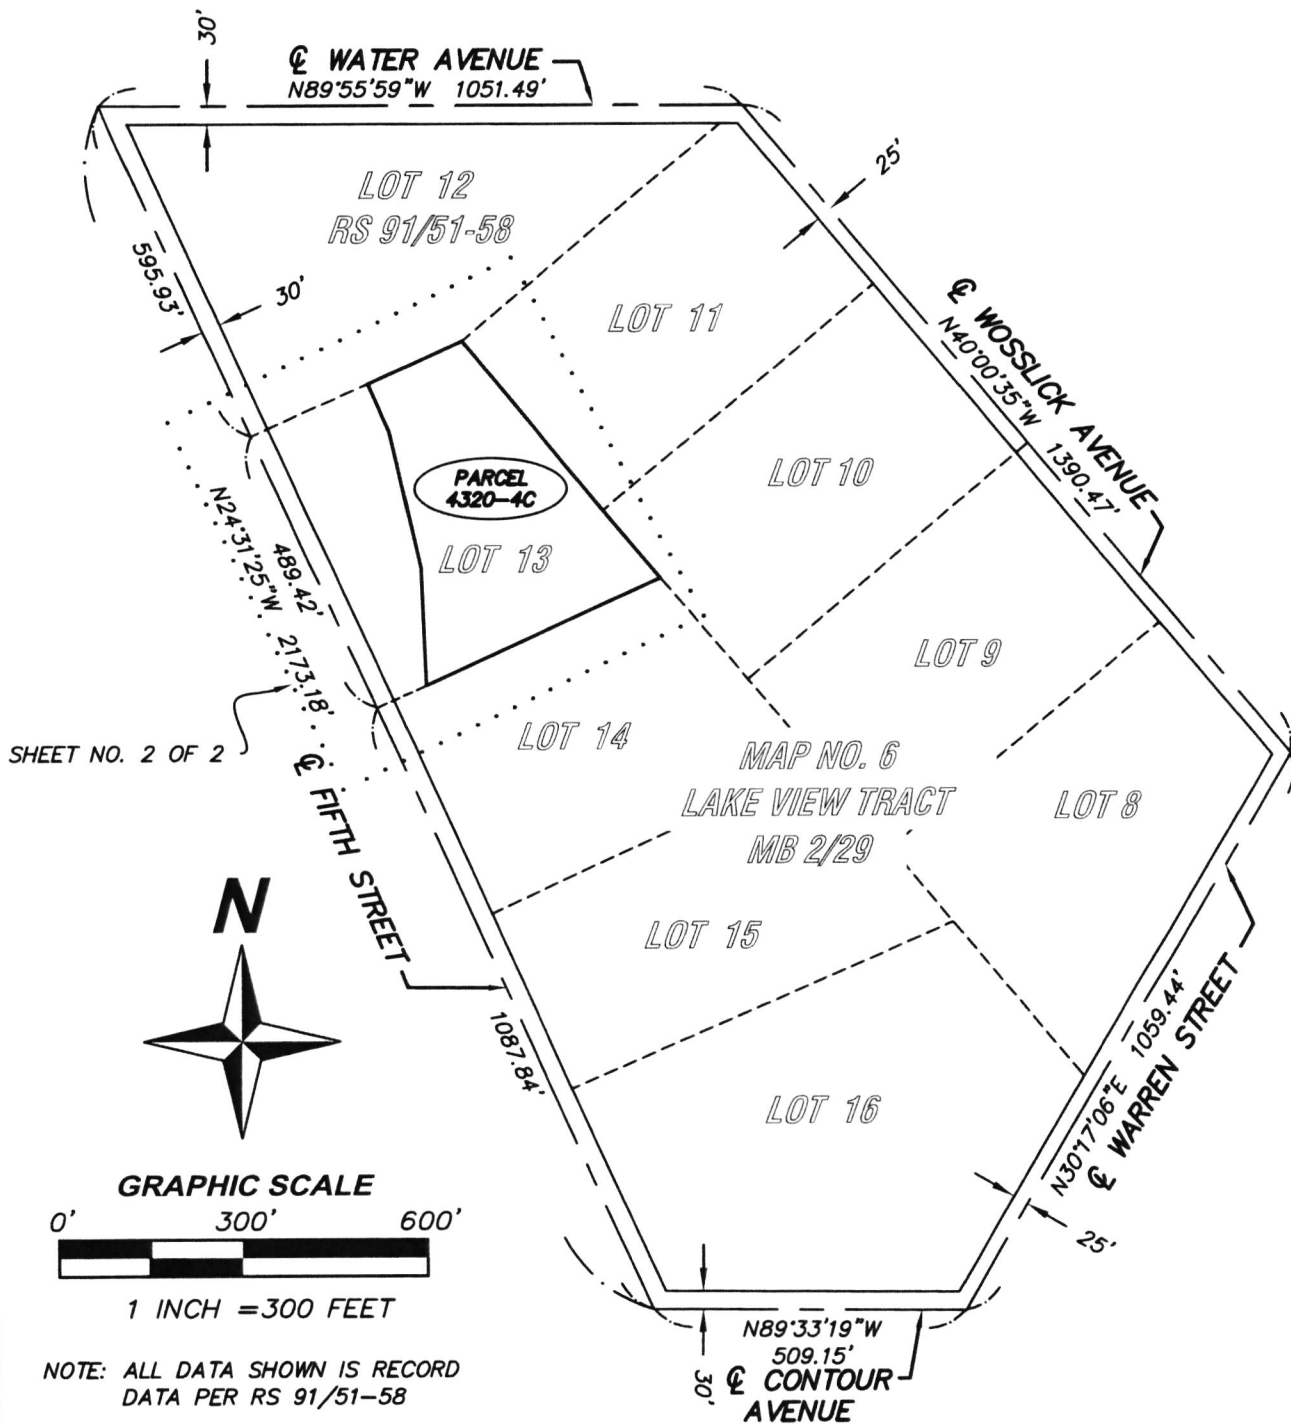 30'
℄ WATER AVENUE
N89°55'59"W 1051.49'
25'
LOT 12
RS 91/51-58
595.93'
30'
LOT 11
℄ WOSSLICK AVENUE
N40°00'35"W 1390.47'
LOT 10
PARCEL
4320-4C
LOT 13
489.42'
N24°31'25"W 2173.18'
LOT 9
SHEET NO. 2 OF 2
LOT 14
MAP NO. 6
LAKE VIEW TRACT
MB 2/29
LOT 8
℄ FIFTH STREET
LOT 15
N
1087.84'
N30°17'06"E 1059.44'
℄ WARREN STREET
LOT 16
25'
GRAPHIC SCALE
0' 300' 600'
1 INCH =300 FEET
N89°33'19"W
509.15'
30'
℄ CONTOUR
AVENUE
NOTE: ALL DATA SHOWN IS RECORD
DATA PER RS 91/51-58